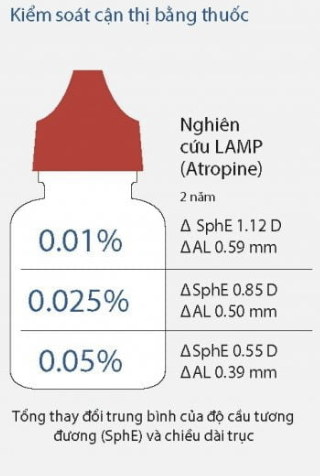 Kiểm soát cận thị bằng thuốc
Nghiên
cứu LAMP
(Atropine)
2 năm
0.01%
Δ SphE 1.12 D
ΔAL 0.59 mm
0.025%
ΔSphE 0.85 D
ΔAL 0.50 mm
0.05%
ΔSphE 0.55 D
ΔAL 0.39 mm
Tổng thay đổi trung bình của độ cầu tương
đương (SphE) và chiều dài trục